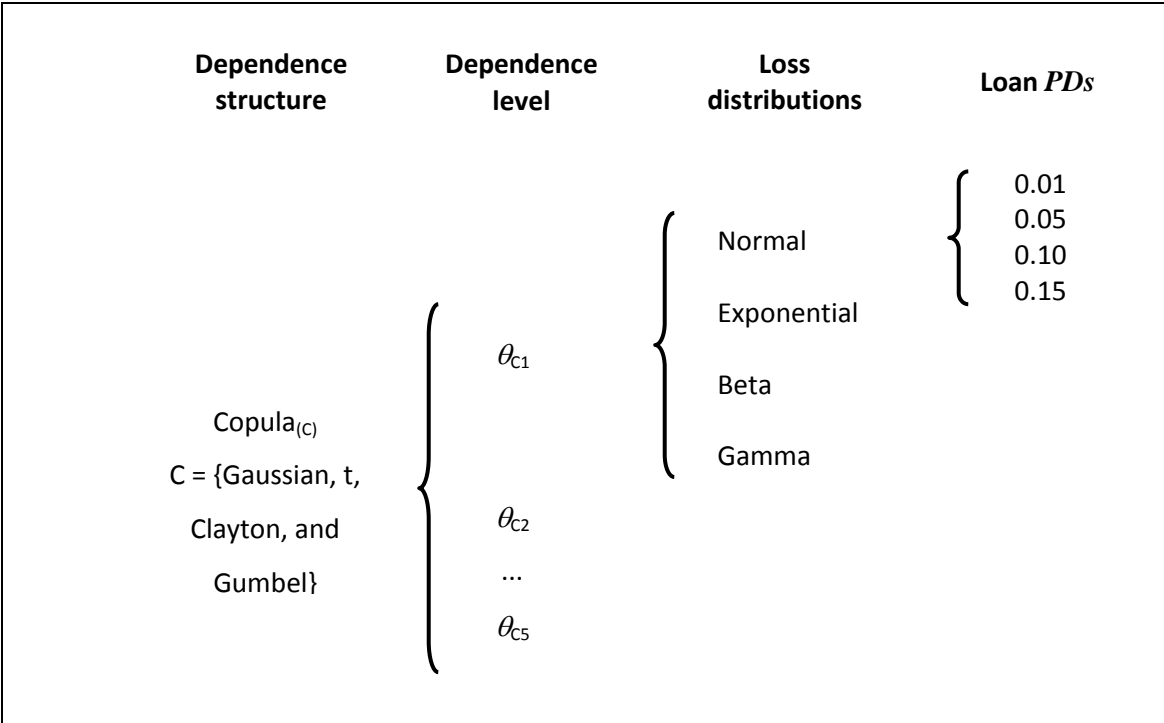 Dependence
structure
Dependence
level
Loss
distributions
Loan PDs
0.01
0.05
0.10
0.15
Normal
Exponential
Beta
Gamma
θC1
θC2
...
θC5
Copula(C)
C = {Gaussian, t,
Clayton, and
Gumbel}